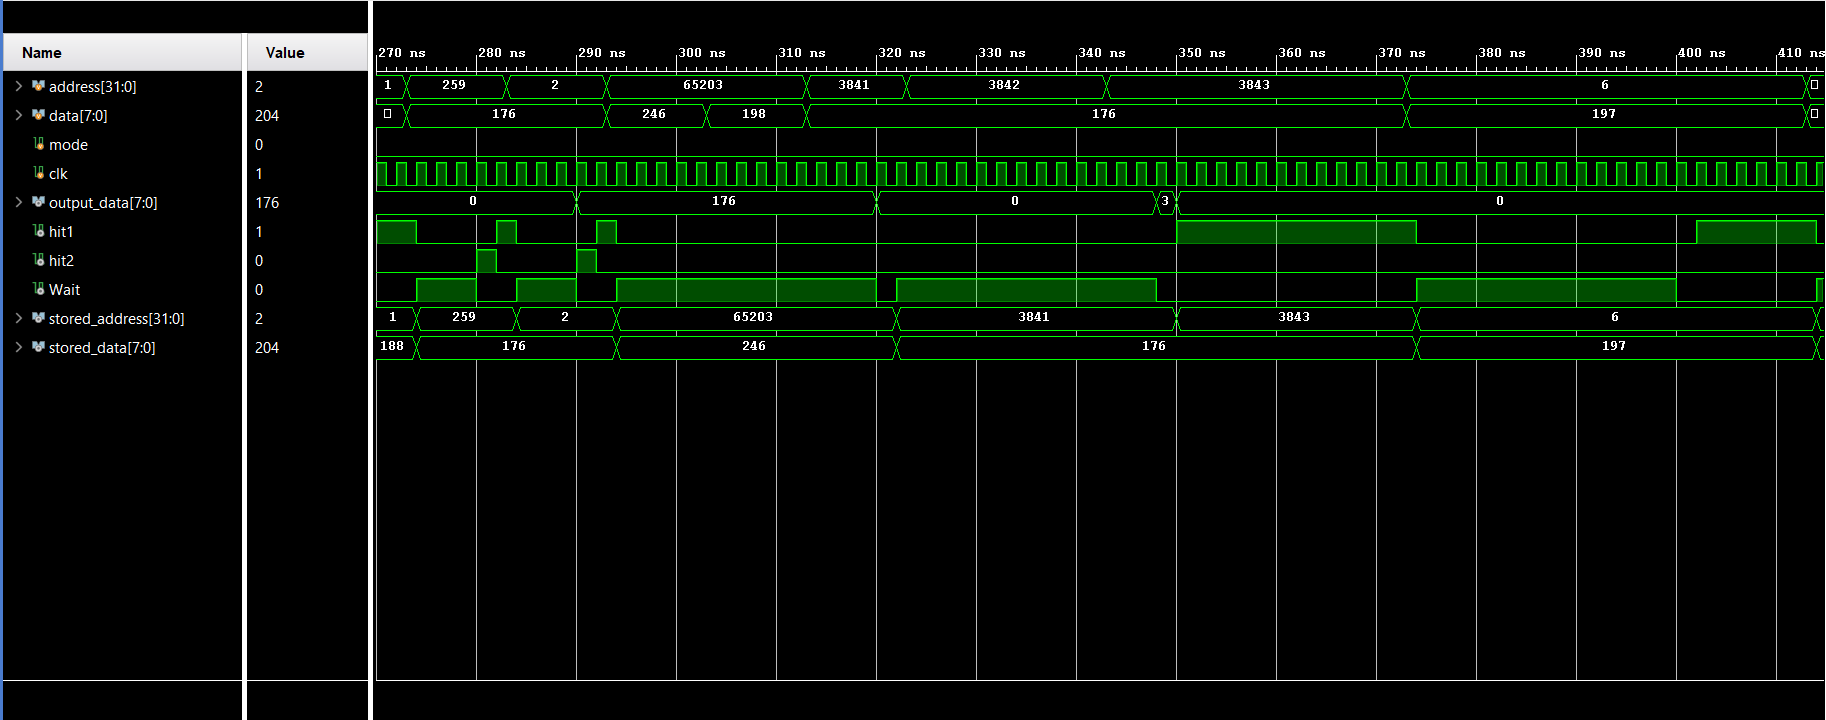 Name Value 270 ns 280 ns 290 ns 300 ns 310 ns 320 ns 330 ns 340 ns 350 ns 360 ns 370 ns 380 ns 390 ns 400 ns 410 ns
address[31:0] 2 1 259 2 65203 3841 3842 3843 6
data[7:0] 204 176 246 198 176 197
mode 0
clk 1
output_data[7:0] 176 0 176 0 3 0
hit1 1
hit2 0
Wait 0
stored_address[31:0] 2 1 259 2 65203 3841 3843 6
stored_data[7:0] 204 188 176 246 176 197